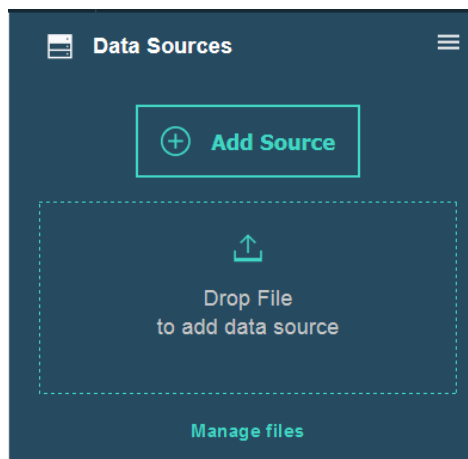 Data Sources
Add Source
Drop File
to add data source
Manage files